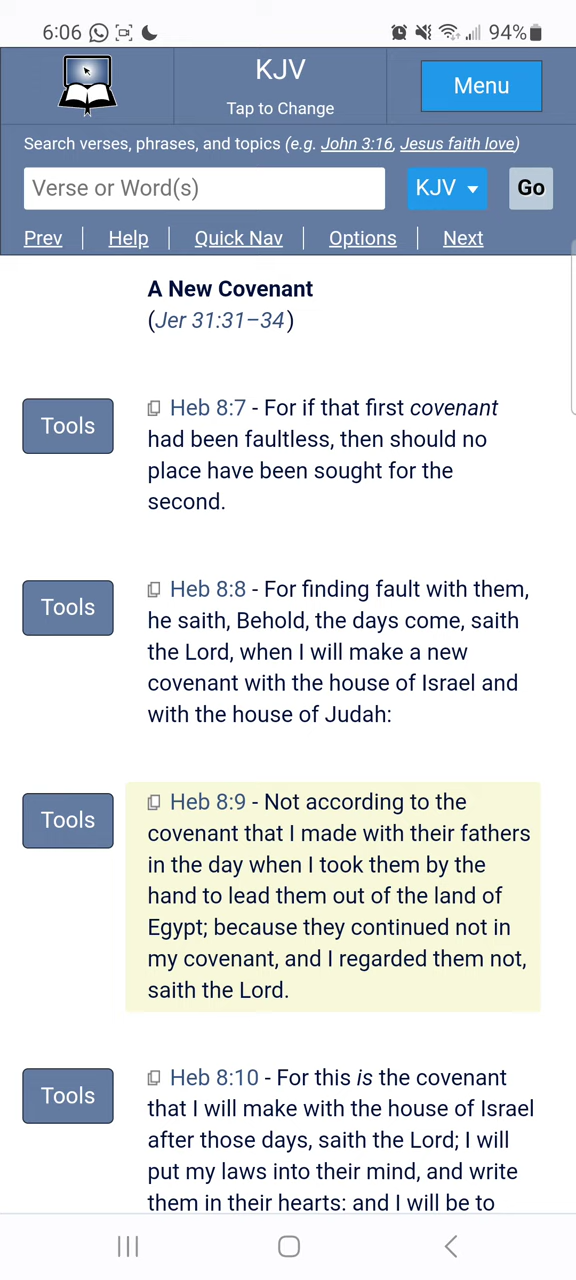 6:06 94%
KJV
Tap to Change
Menu
Search verses, phrases, and topics (e.g. John 3:16, Jesus faith love)
Verse or Word(s) KJV Go
Prev Help Quick Nav Options Next
A New Covenant
(Jer 31:31–34)
Tools
Heb 8:7 - For if that first covenant
had been faultless, then should no
place have been sought for the
second.
Tools
Heb 8:8 - For finding fault with them,
he saith, Behold, the days come, saith
the Lord, when I will make a new
covenant with the house of Israel and
with the house of Judah:
Tools
Heb 8:9 - Not according to the
covenant that I made with their fathers
in the day when I took them by the
hand to lead them out of the land of
Egypt; because they continued not in
my covenant, and I regarded them not,
saith the Lord.
Tools
Heb 8:10 - For this is the covenant
that I will make with the house of Israel
after those days, saith the Lord; I will
put my laws into their mind, and write
them in their hearts: and I will be to